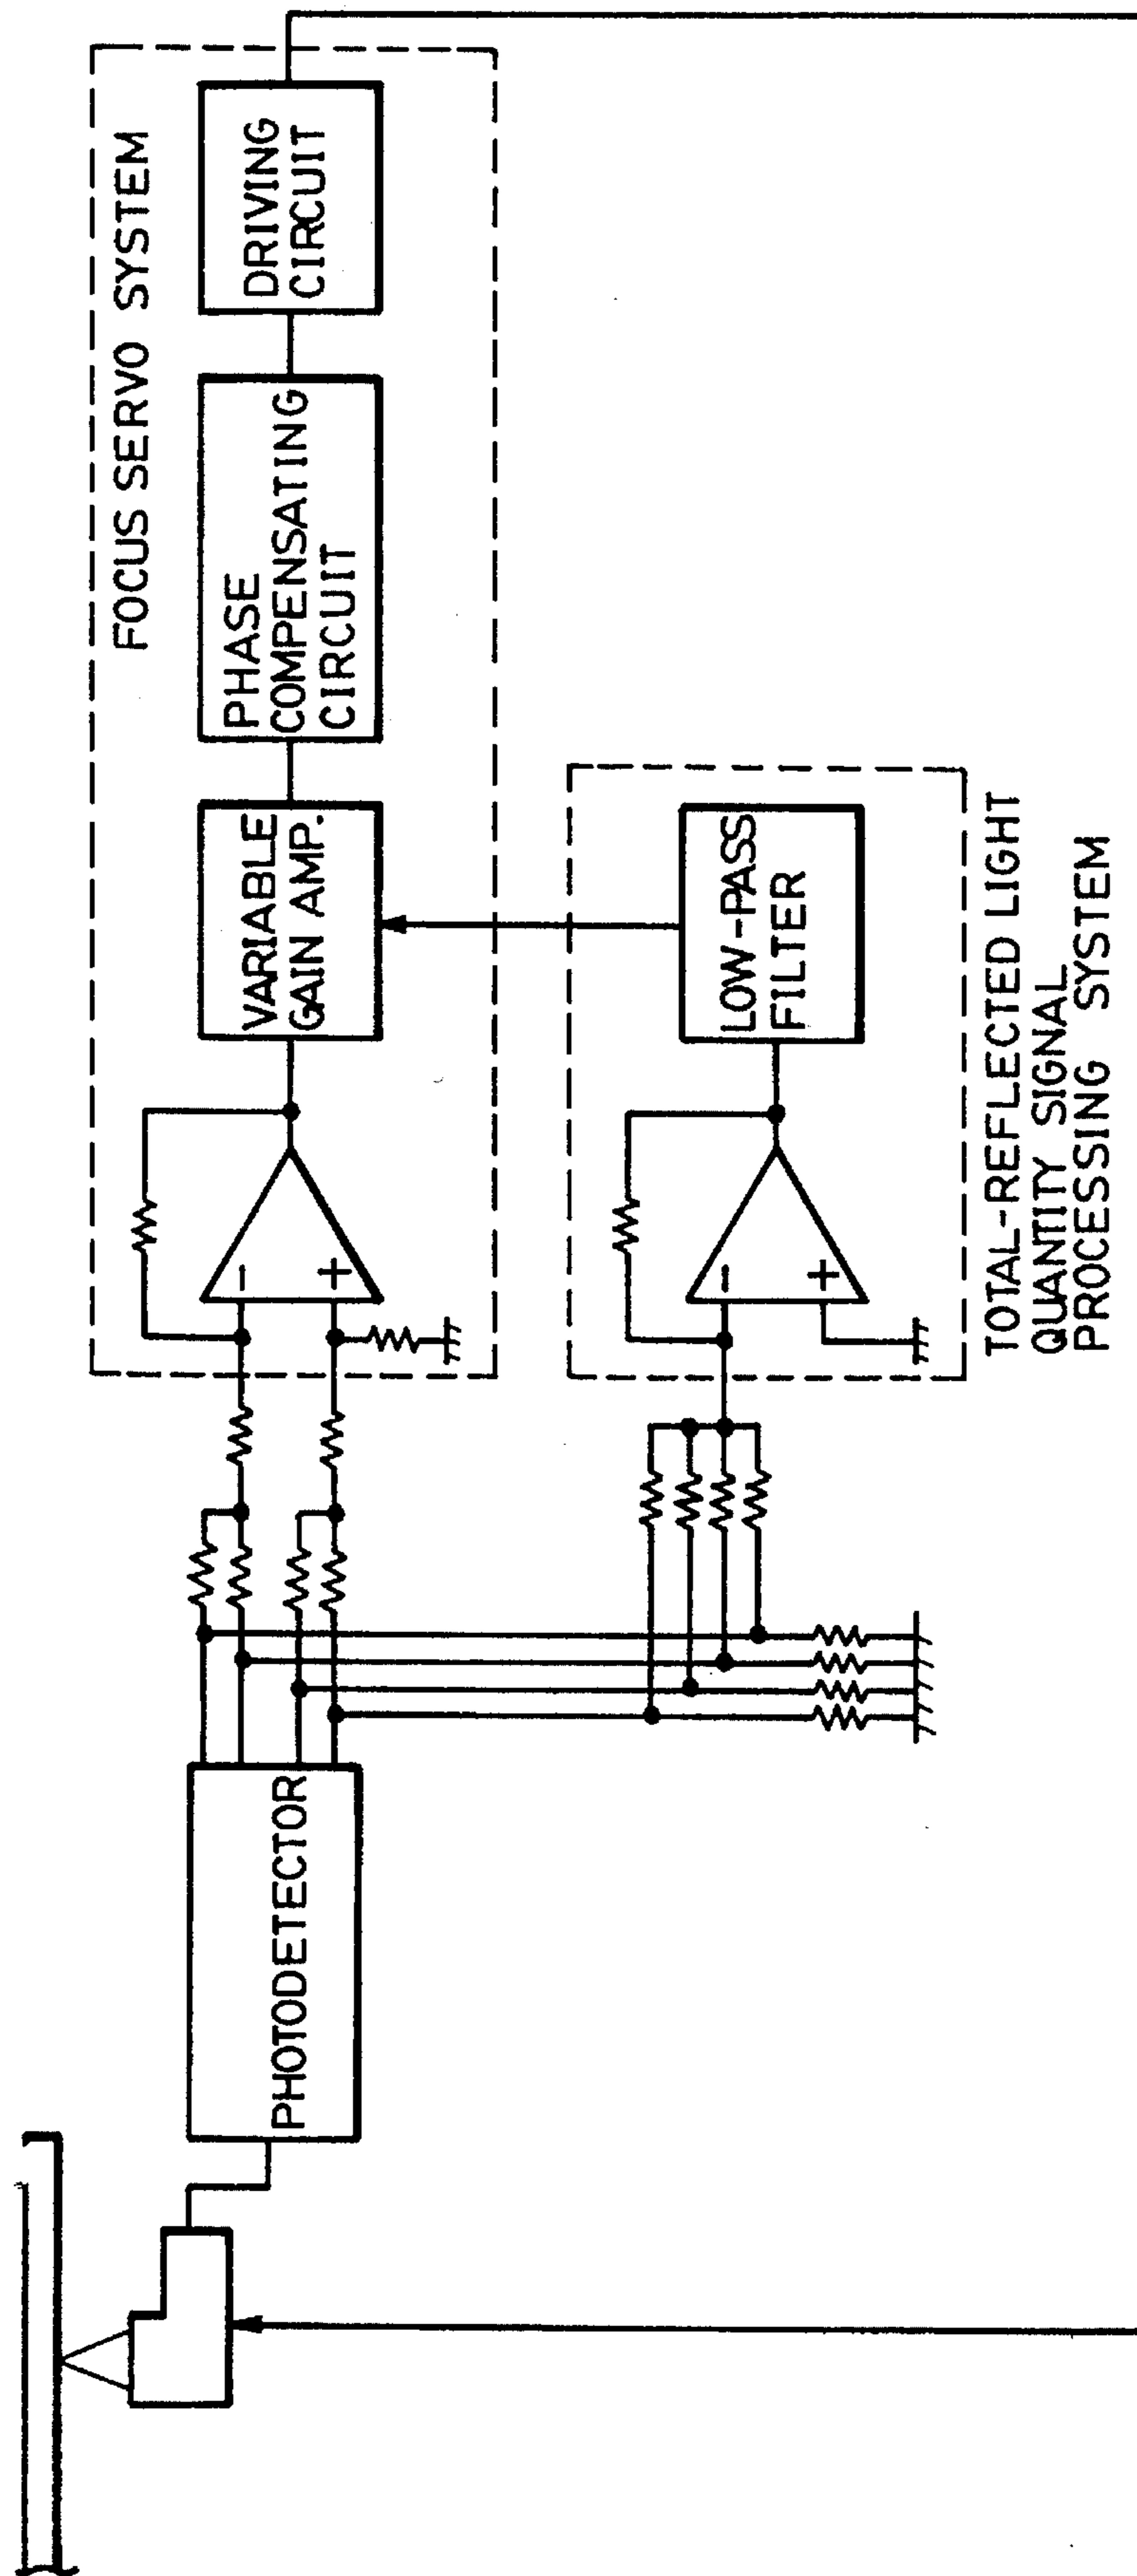 FOCUS SERVO SYSTEM
PHOTODETECTOR
-
+
VARIABLE
GAIN AMP.
PHASE
COMPENSATING
CIRCUIT
DRIVING
CIRCUIT
-
+
LOW-PASS
FILTER
TOTAL-REFLECTED LIGHT
QUANTITY SIGNAL
PROCESSING SYSTEM